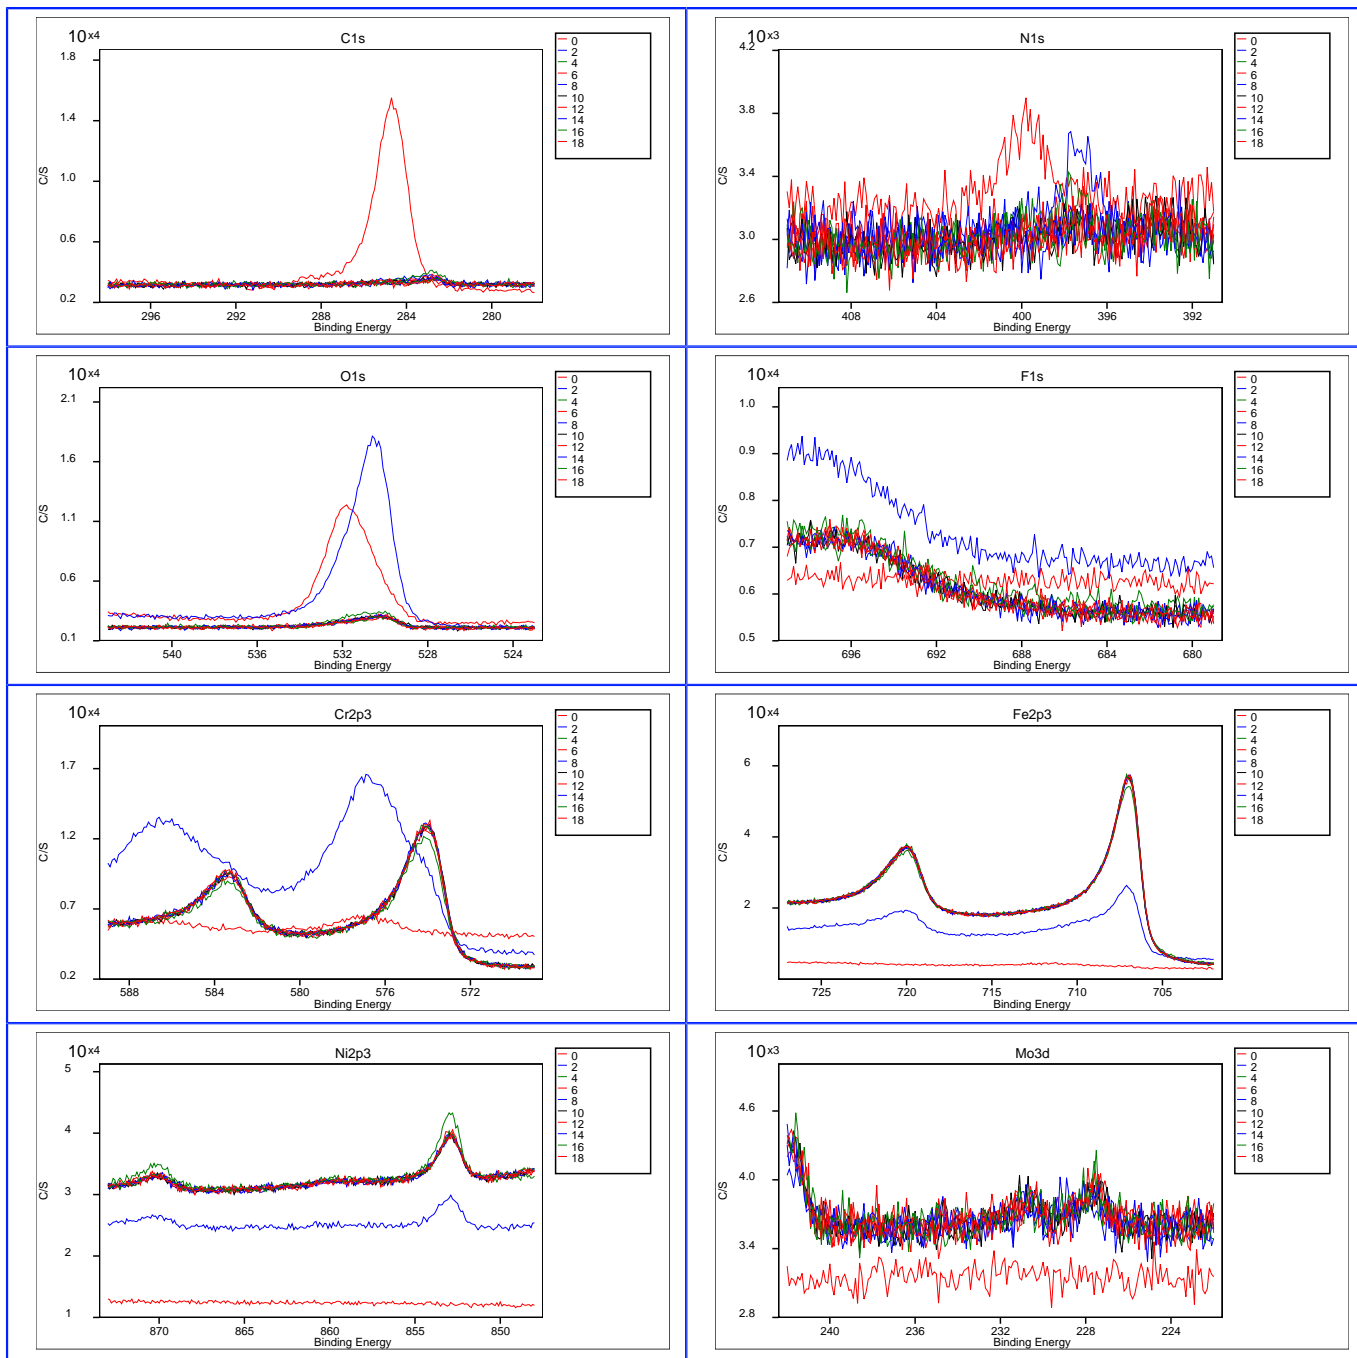 C1s
10x4
1.8
1.4
1.0
0.6
0.2
C/S
296 292 288 284 280
Binding Energy
0
2
4
6
8
10
12
14
16
18
N1s
10x3
4.2
3.8
3.4
3.0
2.6
C/S
408 404 400 396 392
Binding Energy
0
2
4
6
8
10
12
14
16
18
O1s
10x4
2.1
1.6
1.1
0.6
0.1
C/S
540 536 532 528 524
Binding Energy
0
2
4
6
8
10
12
14
16
18
F1s
10x4
1.0
0.9
0.8
0.7
0.6
0.5
C/S
696 692 688 684 680
Binding Energy
0
2
4
6
8
10
12
14
16
18
Cr2p3
10x4
1.7
1.2
0.7
0.2
C/S
588 584 580 576 572
Binding Energy
0
2
4
6
8
10
12
14
16
18
Fe2p3
10x4
6
4
2
C/S
725 720 715 710 705
Binding Energy
0
2
4
6
8
10
12
14
16
18
Ni2p3
10x4
5
4
3
2
1
C/S
870 865 860 855 850
Binding Energy
0
2
4
6
8
10
12
14
16
18
Mo3d
10x3
4.6
4.0
3.4
2.8
C/S
240 236 232 228 224
Binding Energy
0
2
4
6
8
10
12
14
16
18